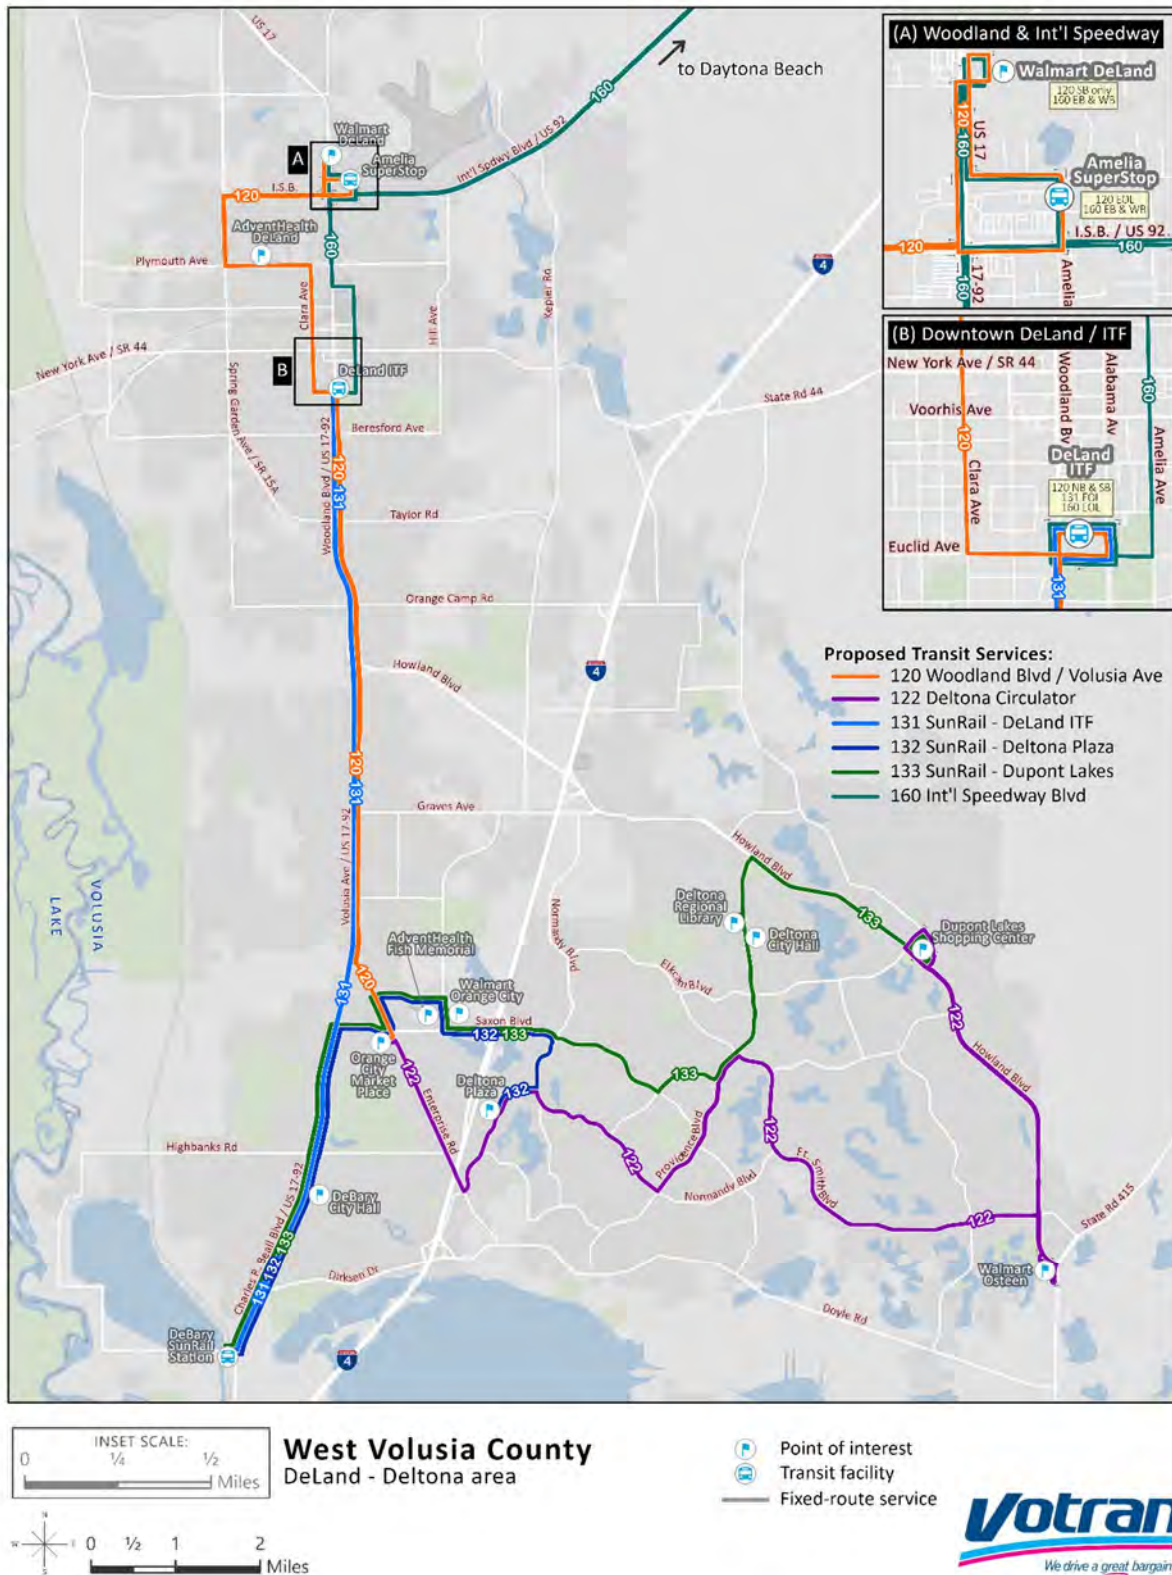 US 17
to Daytona Beach
160
Walmart
DeLand
A
Amelia
SuperStop
Int'l Spdwy Blvd / US 92
120
I.S.B.
AdventHealth
DeLand
160
Plymouth Ave
4
Clara Ave
Hill Ave
Kepler Rd
New York Ave / SR 44
B
DeLand ITF
Spring Garden Ave / SR 15A
State Rd 44
Beresford Ave
Woodland Blvd / US 17-92
120
131
Taylor Rd
Orange Camp Rd
Howland Blvd
4
120
131
Graves Ave
Volusia Ave / US 17-92
Howland Blvd
VOLUSIA
LAKE
Normandy Blvd
Deltona
Regional
Library
Deltona
City Hall
133
Dupont Lakes
Shopping Center
AdventHealth
Fish Memorial
Elkcam Blvd
120
131
Walmart
Orange City
Saxon Blvd
132
133
122
Orange
City
Market
Place
122
Howland Blvd
Deltona
Plaza
132
133
Enterprise Rd
Highbanks Rd
122
Providence Blvd
122
Ft. Smith Blvd
Normandy Blvd
DeBary
City Hall
122
State Rd 415
Charles R. Beall Blvd / US 17-92
131
132
133
Dirksen Dr
Walmart
Osteen
Doyle Rd
DeBary
SunRail
Station
4
(A) Woodland & Int'l Speedway
Walmart DeLand
120 SB only
160 EB & WB
120
160
US 17
Amelia
SuperStop
120 EOL
160 EB & WB
I.S.B. / US 92
120
160
160
17-92
Amelia
(B) Downtown DeLand / ITF
New York Ave / SR 44
Voorhis Ave
120
Clara Ave
Woodland Bv
Alabama Av
160
Amelia Ave
DeLand
ITF
120 NB & SB
131 EOL
160 EOL
Euclid Ave
131
Proposed Transit Services:
120 Woodland Blvd / Volusia Ave
122 Deltona Circulator
131 SunRail - DeLand ITF
132 SunRail - Deltona Plaza
133 SunRail - Dupont Lakes
160 Int'l Speedway Blvd
INSET SCALE:
0 ¼ ½
Miles
West Volusia County
DeLand - Deltona area
Point of interest
Transit facility
Fixed-route service
N
W E
S
0 ½ 1 2
Miles
Votran
We drive a great bargain